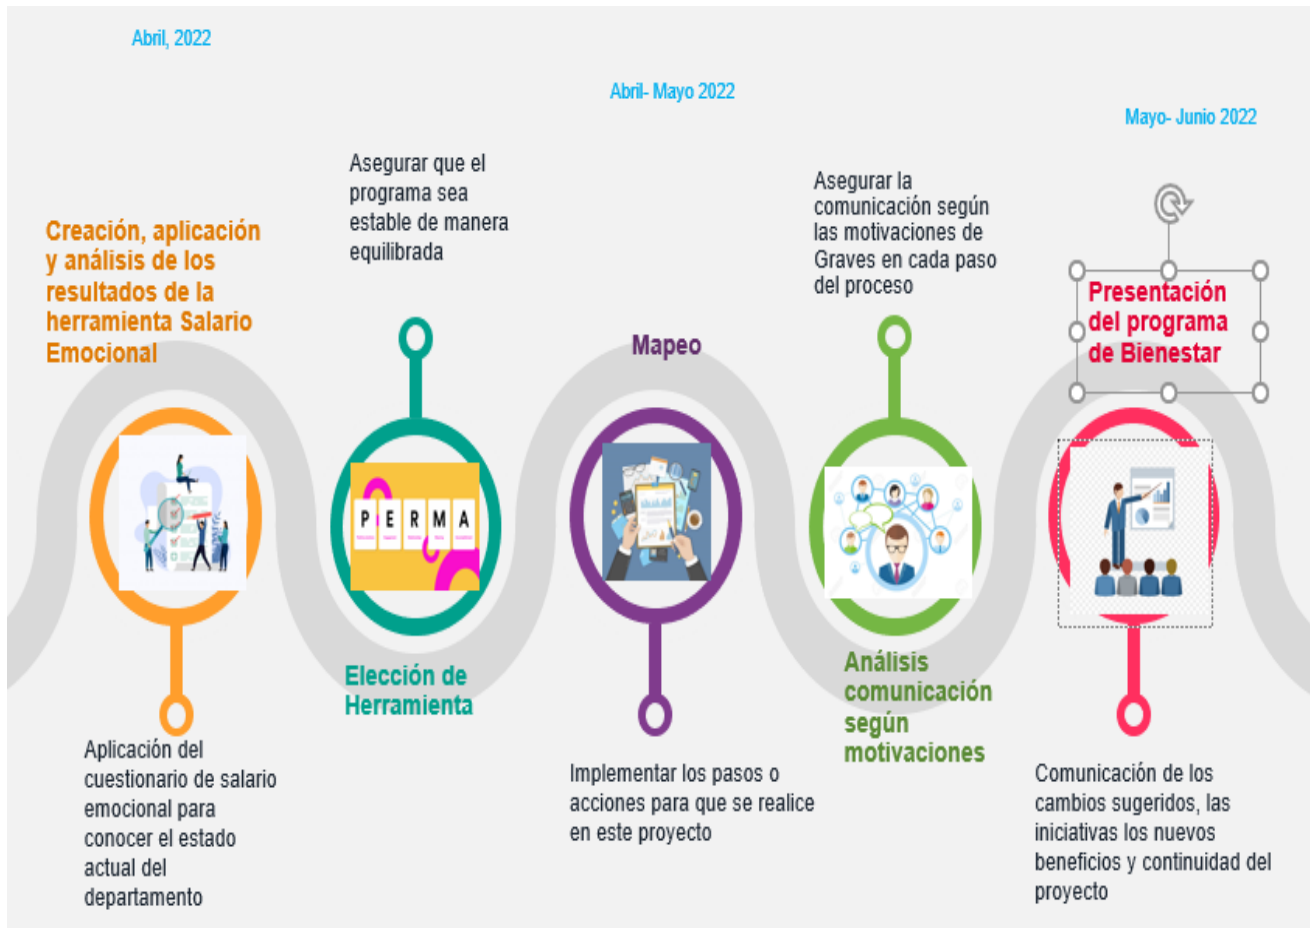 Abril, 2022
Abril- Mayo 2022
Mayo- Junio 2022
Creación, aplicación
y análisis de los
resultados de la
herramienta Salario
Emocional
Aplicación del
cuestionario de salario
emocional para
conocer el estado
actual del
departamento
Asegurar que el
programa sea
estable de manera
equilibrada
P E R M A
Elección de
Herramienta
Mapeo
Implementar los pasos o
acciones para que se realice
en este proyecto
Asegurar la
comunicación según
las motivaciones de
Graves en cada paso
del proceso
Análisis
comunicación
según
motivaciones
Presentación
del programa
de Bienestar
Comunicación de los
cambios sugeridos, las
iniciativas los nuevos
beneficios y continuidad del
proyecto